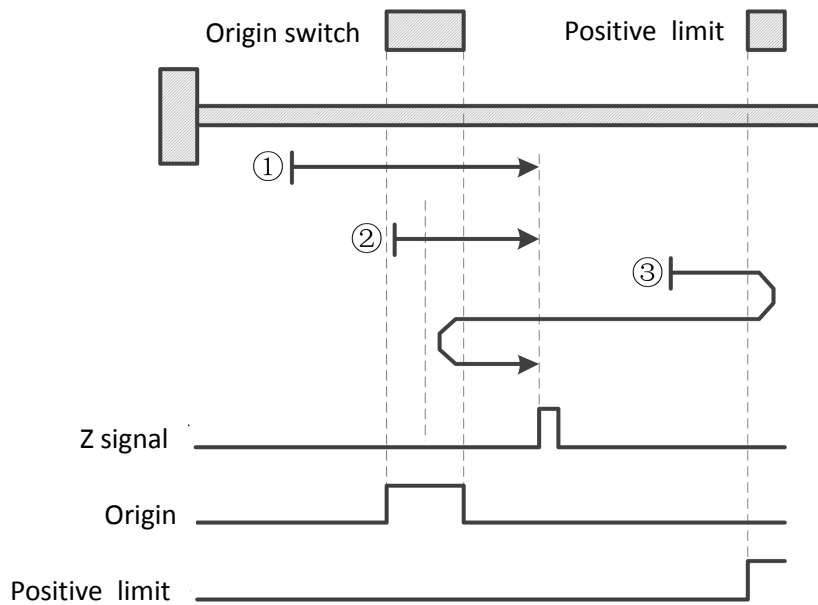 Origin switch
Positive limit
①
②
③
Z signal
Origin
Positive limit